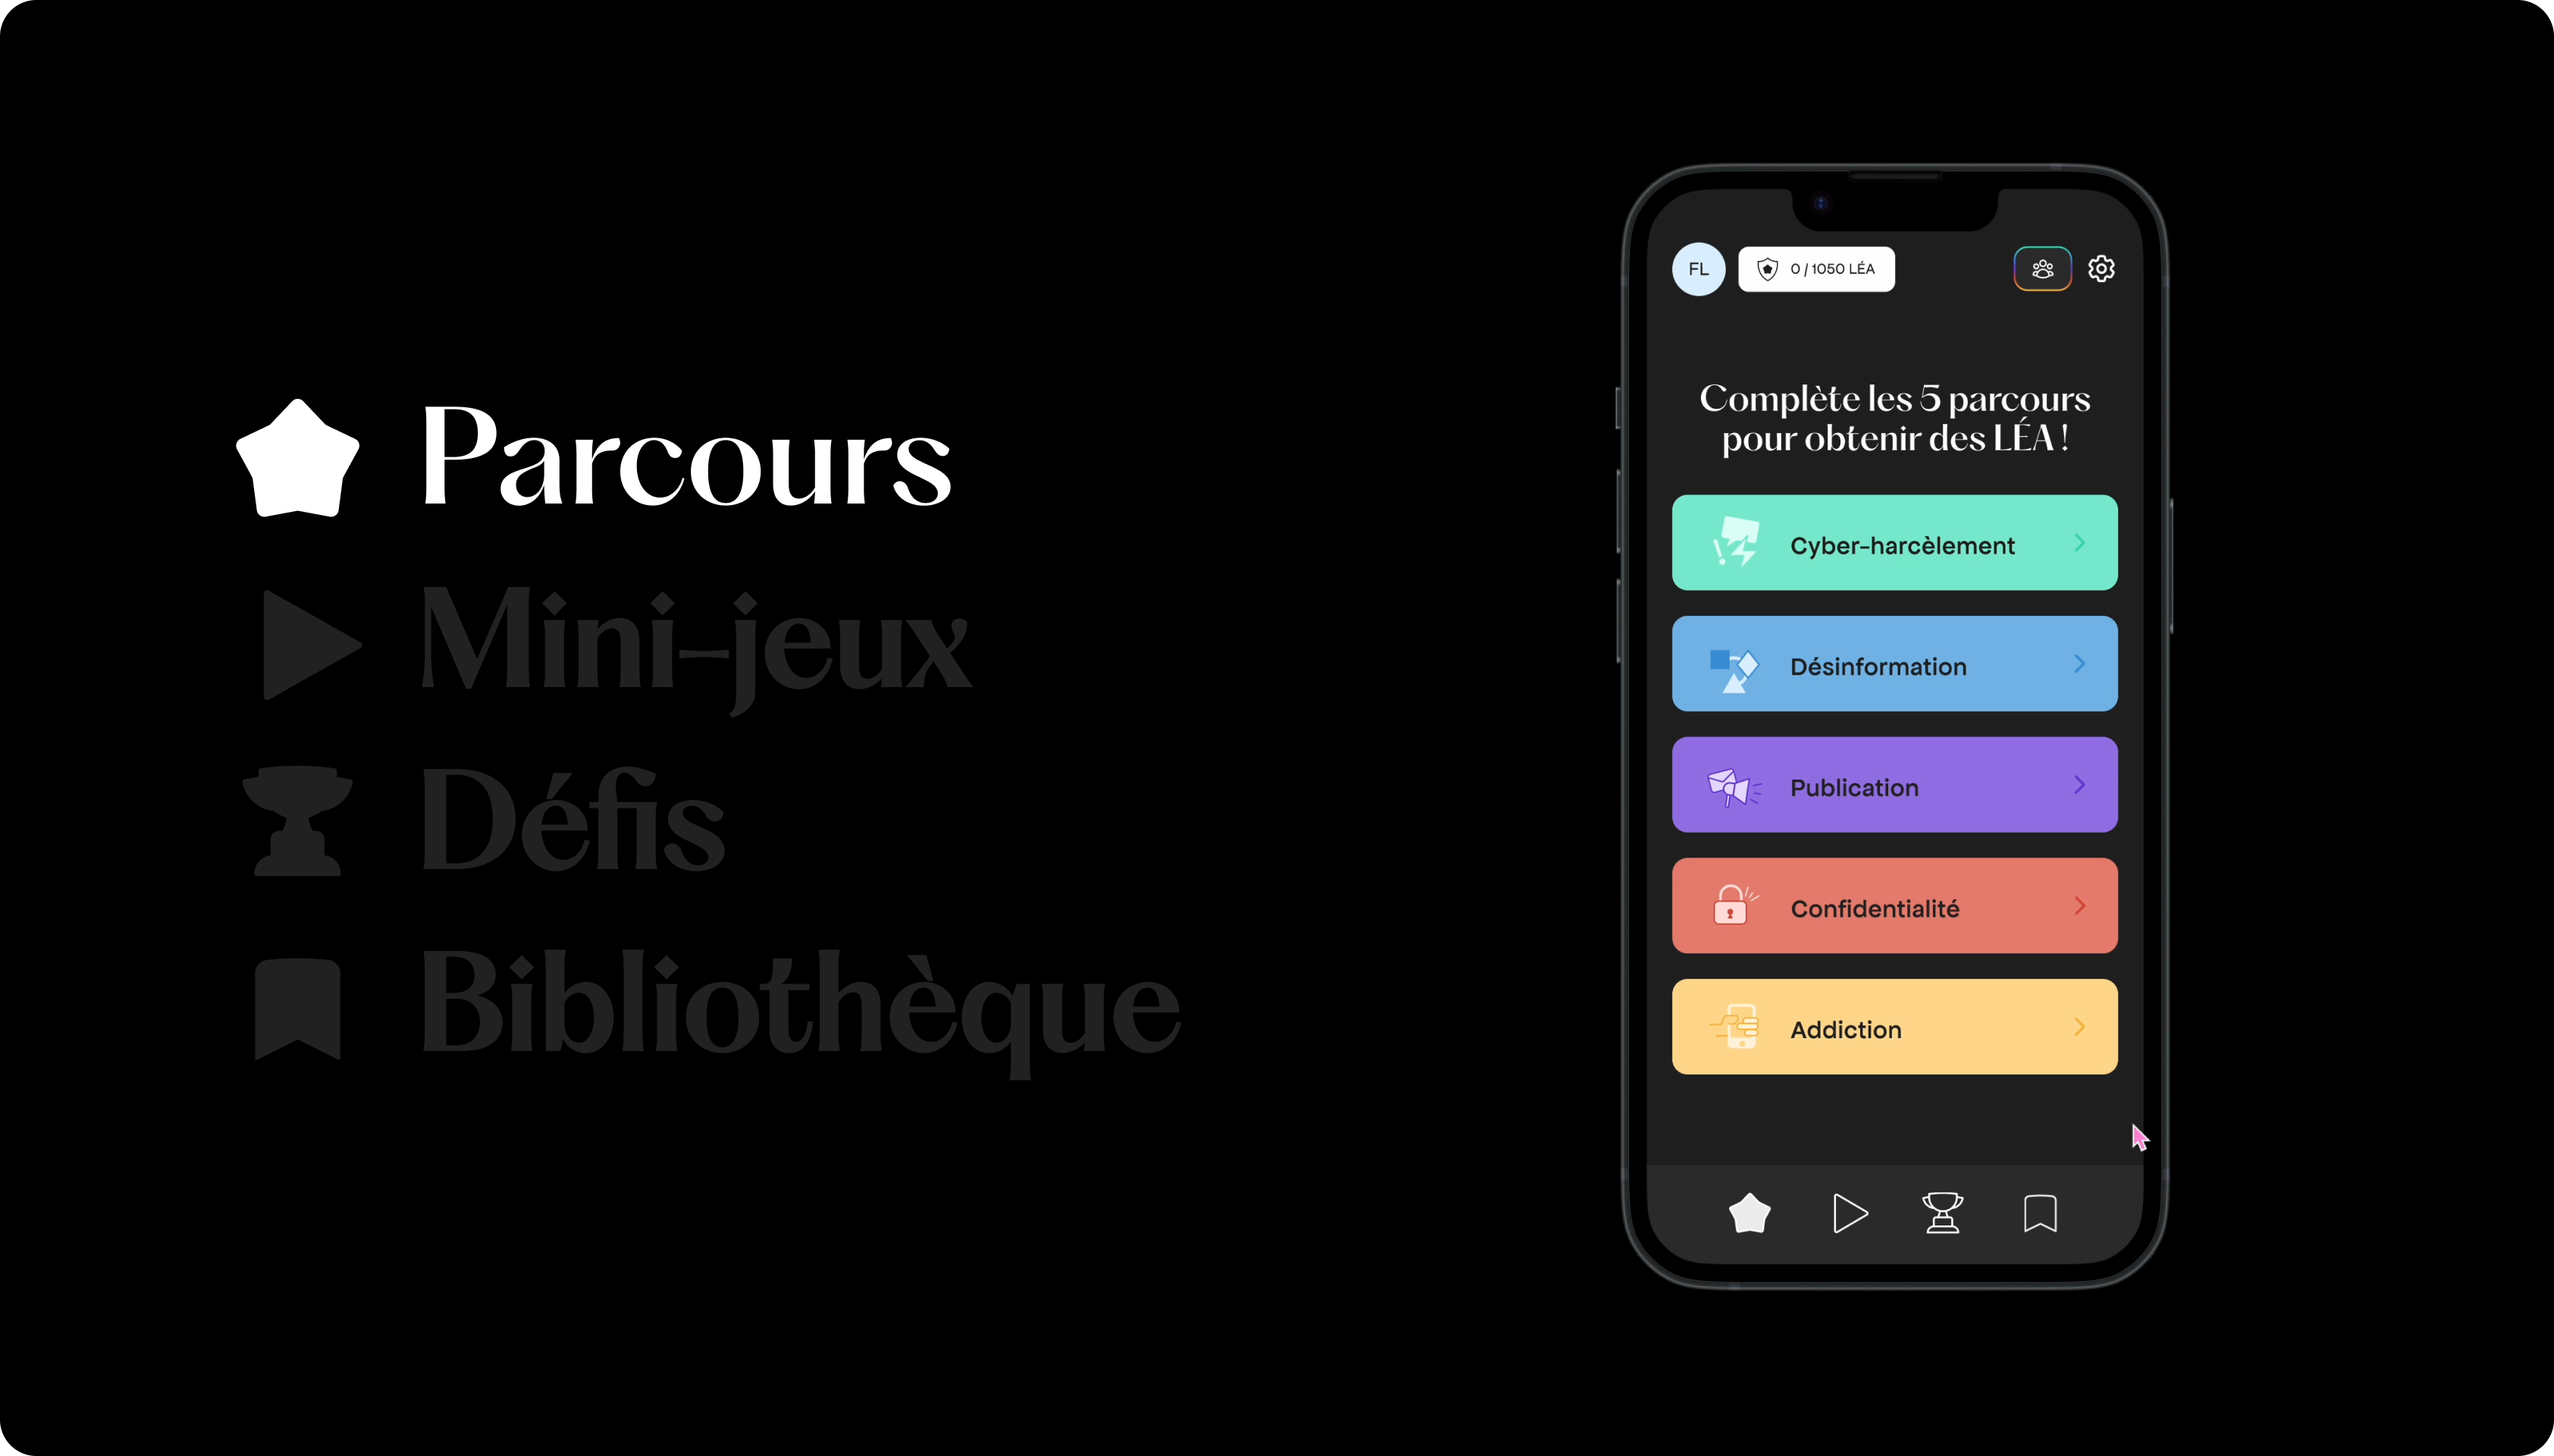 Parcours
Mini-jeux
Défis
Bibliothèque
FL
0 / 1050 LÉA
Complète les 5 parcours
pour obtenir des LÉA !
Cyber-harcèlement
Désinformation
Publication
Confidentialité
Addiction